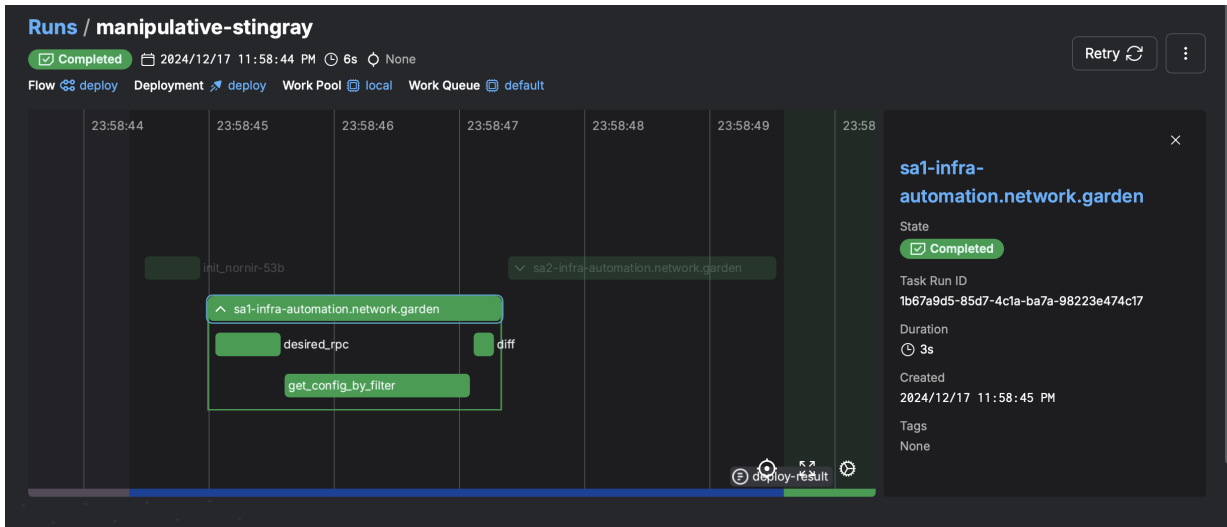 Runs / manipulative-stingray
Completed 2024/12/17 11:58:44 PM 6s None
Retry
Flow deploy Deployment deploy Work Pool local Work Queue default
23:58:44 23:58:45 23:58:46 23:58:47 23:58:48 23:58:49 23:58
init_nornir-53b
sa2-infra-automation.network.garden
sa1-infra-automation.network.garden
desired_rpc
diff
get_config_by_filter
deploy-result
sa1-infra-
automation.network.garden
State
Completed
Task Run ID
1b67a9d5-85d7-4c1a-ba7a-98223e474c17
Duration
3s
Created
2024/12/17 11:58:45 PM
Tags
None